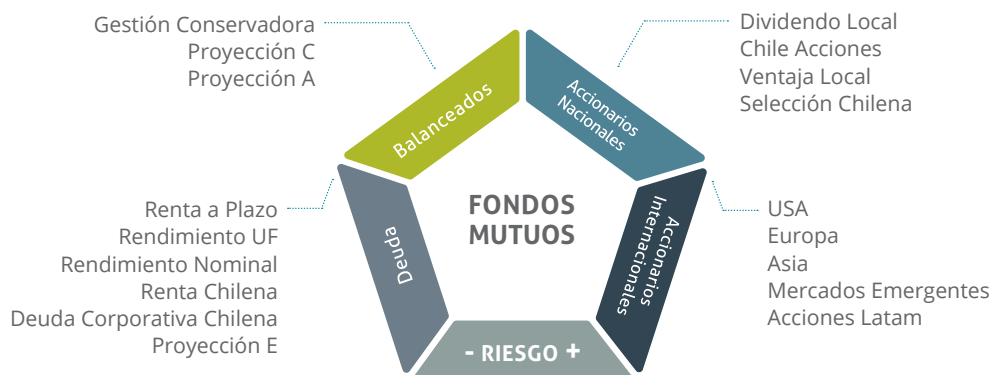 Gestión Conservadora
Proyección C
Proyección A
Dividendo Local
Chile Acciones
Ventaja Local
Selección Chilena
Balanceados
Accionarios
Nacionales
Renta a Plazo
Rendimiento UF
Rendimiento Nominal
Renta Chilena
Deuda Corporativa Chilena
Proyección E
Deuda
FONDOS
MUTUOS
Accionarios
Internacionales
USA
Europa
Asia
Mercados Emergentes
Acciones Latam
- RIESGO +